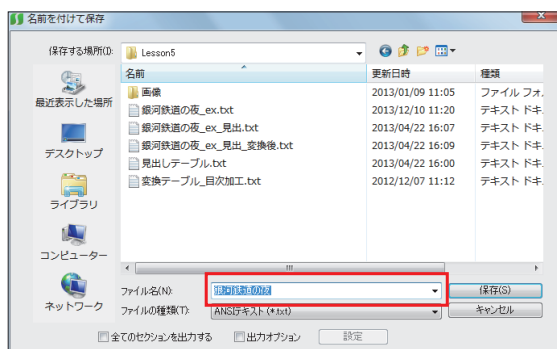 名前を付けて保存
保存する場所(I):
Lesson5
名前
更新日時
種類
画像
2013/01/09 11:05
ファイル フォ.
銀河鉄道の夜_ex.txt
2013/12/10 11:20
テキスト ドキ.
銀河鉄道の夜_ex_見出.txt
2013/04/22 16:07
テキスト ドキ.
銀河鉄道の夜_ex_見出_変換後.txt
2013/04/22 16:09
テキスト ドキ.
見出しテーブル.txt
2013/04/22 16:00
テキスト ドキ.
変換テーブル_目次加工.txt
2012/12/07 11:12
テキスト ドキ.
最近表示した場所
デスクトップ
ライブラリ
コンピューター
ネットワーク
ファイル名(N):
銀河鉄道の夜
保存(S)
ファイルの種類(T):
ANSIテキスト (*.txt)
キャンセル
全てのセクションを出力する
出力オプション
設定